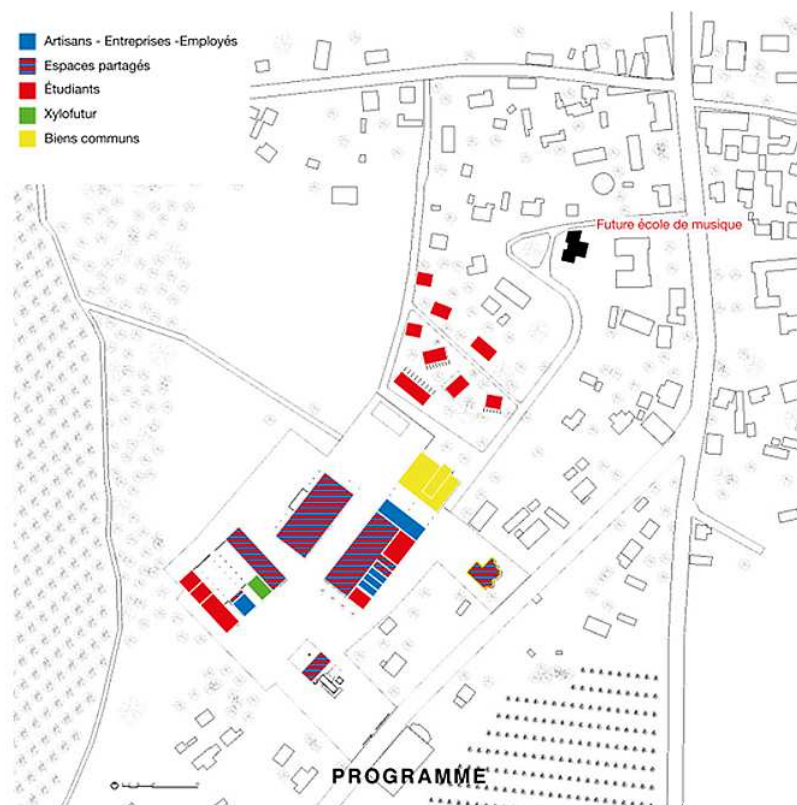 Artisans - Entreprises -Employés
Espaces partagés
Étudiants
Xylofutur
Biens communs
Future école de musique
PROGRAMME